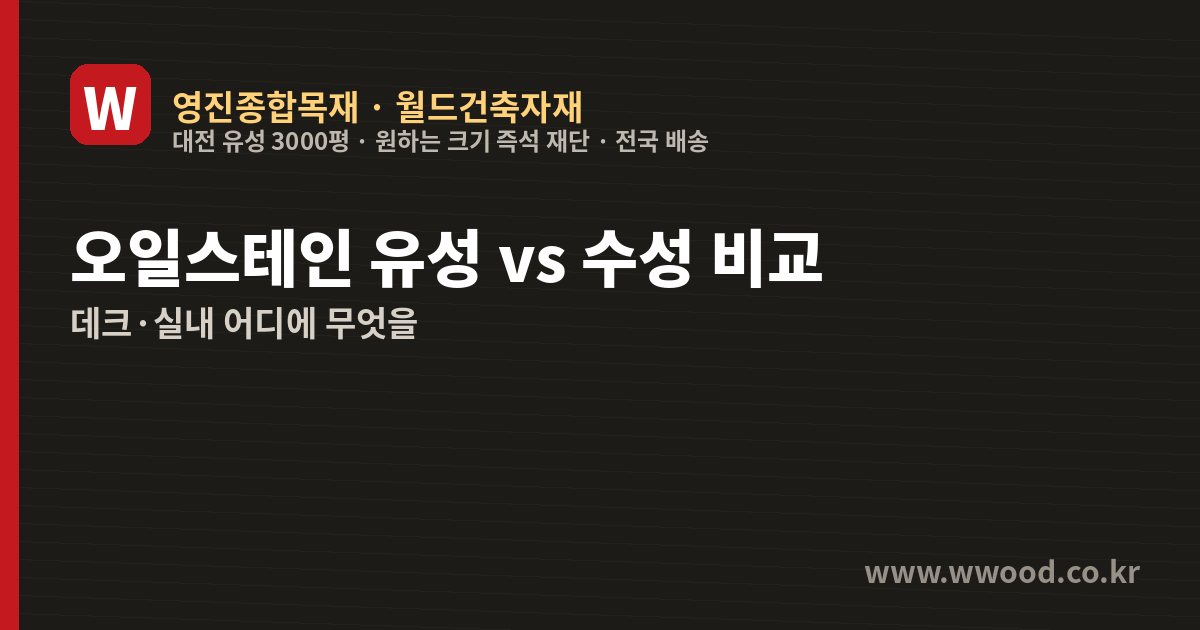 W
영진종합목재 · 월드건축자재
대전 유성 3000평 · 원하는 크기 즉석 재단 · 전국 배송
오일스테인 유성 vs 수성 비교
데크·실내 어디에 무엇을
www.wwood.co.kr